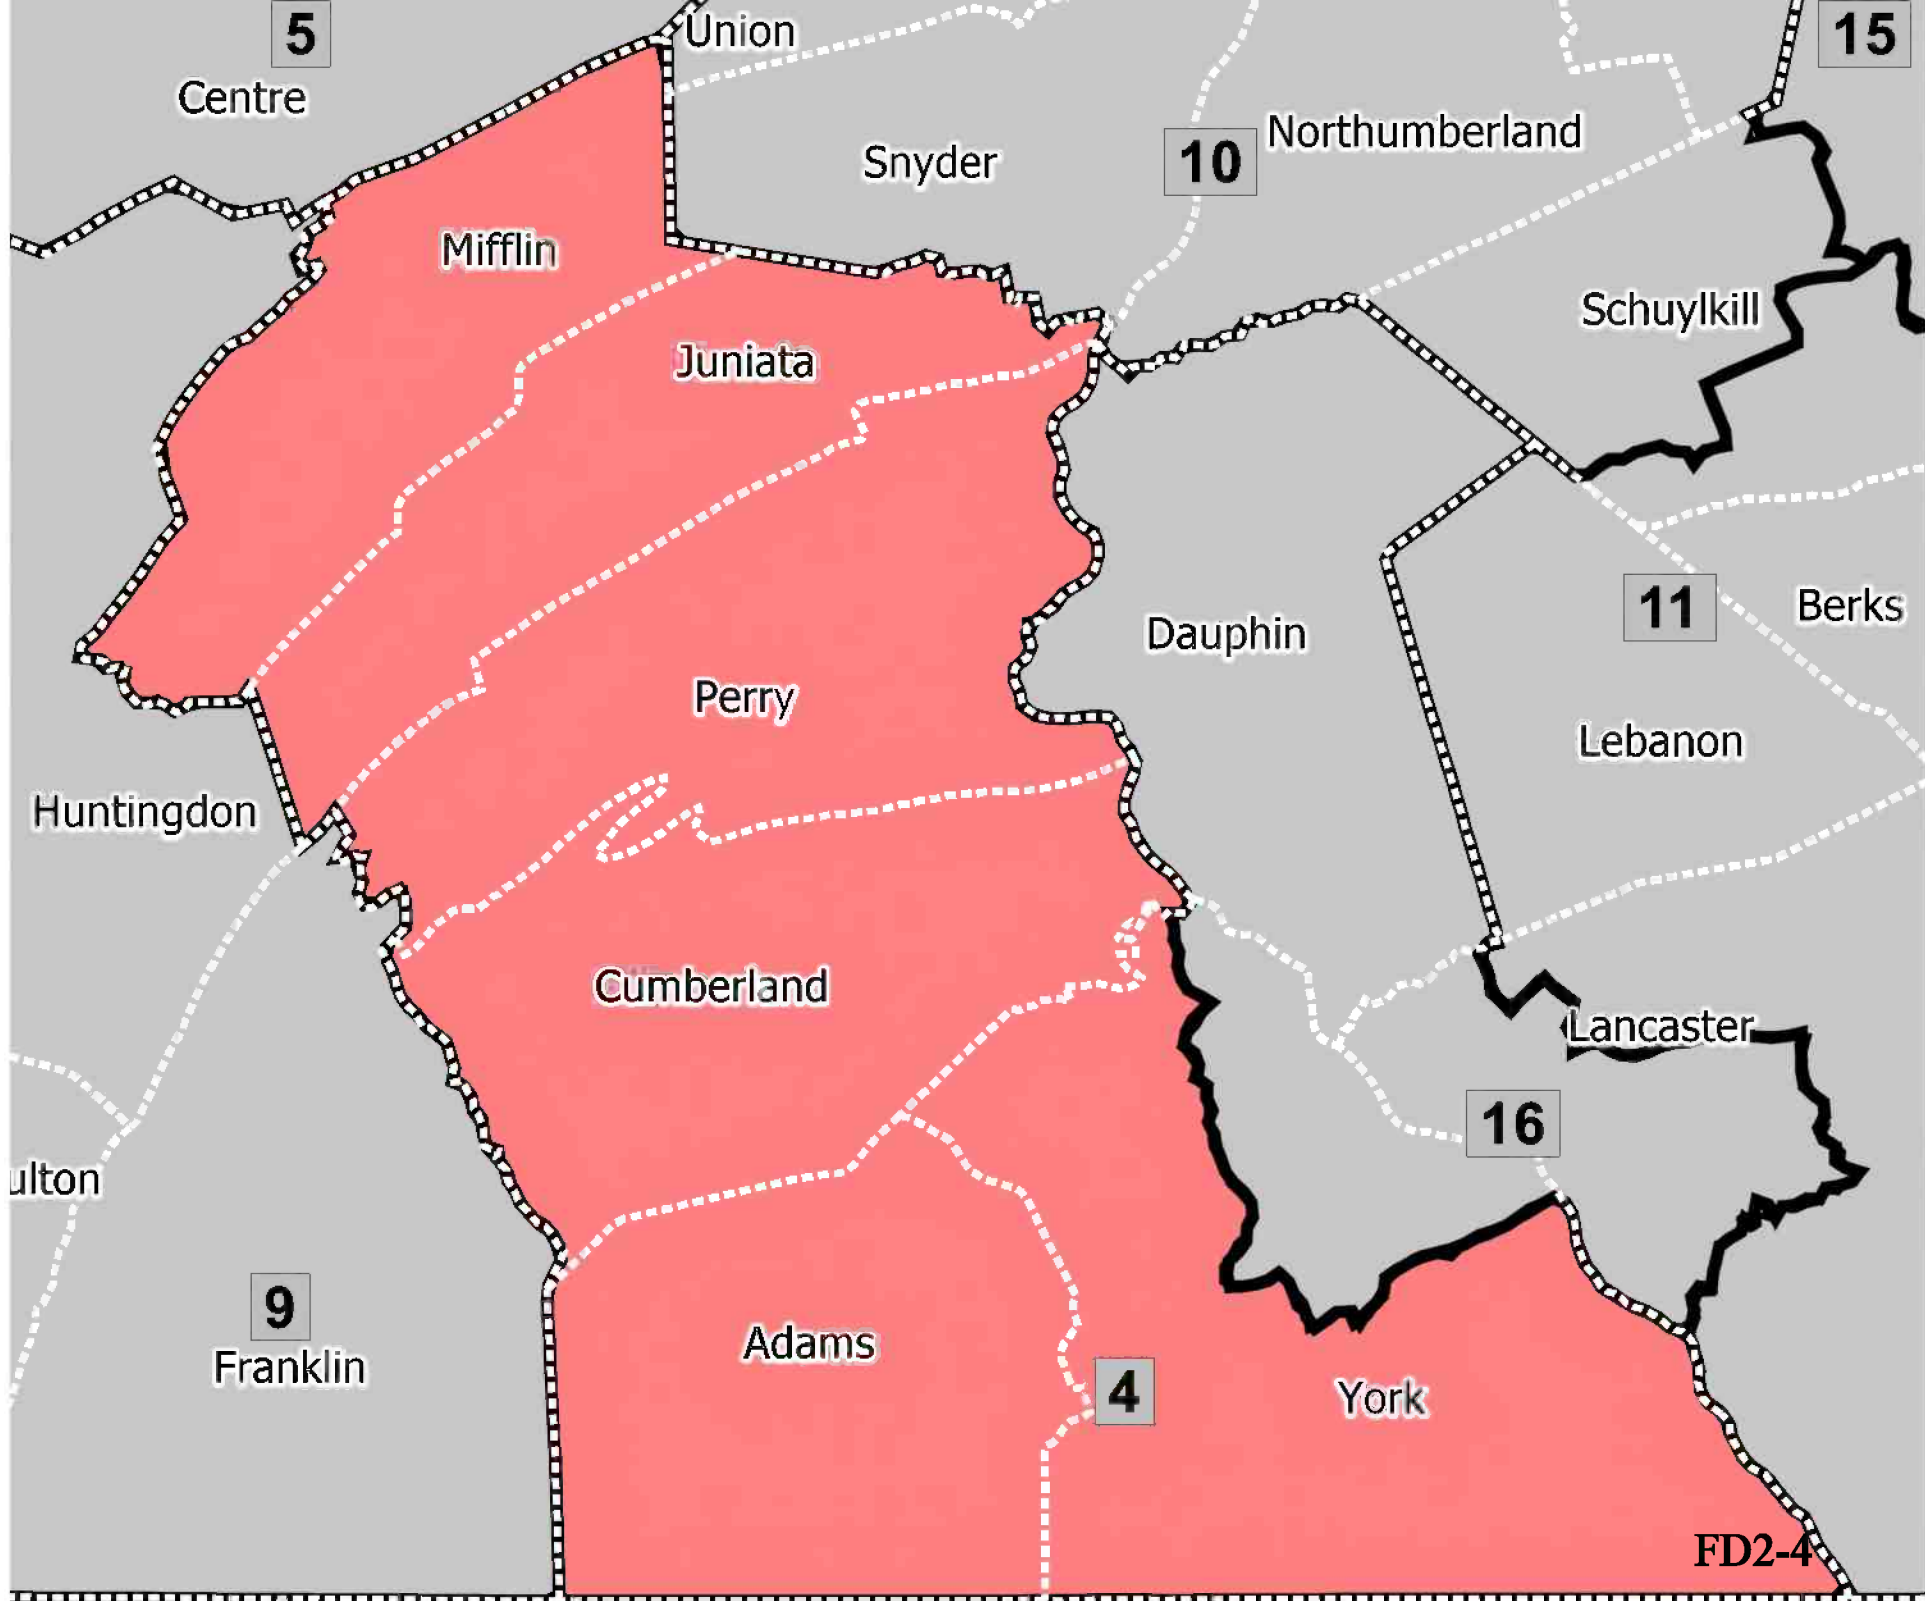 5
Union
15
Centre
Northumberland
Snyder
10
Mifflin
Schuylkill
Juniata
11
Berks
Dauphin
Perry
Lebanon
Huntingdon
Cumberland
Lancaster
16
ulton
9
Adams
Franklin
4
York
FD2-4